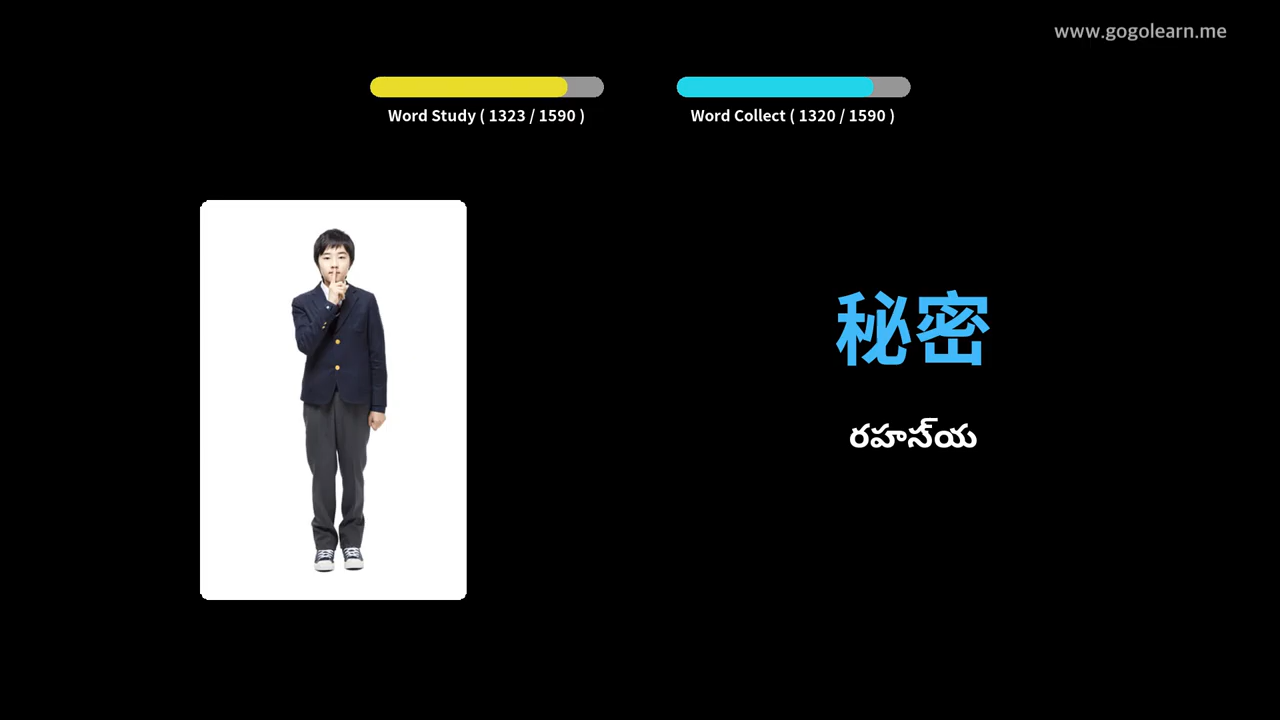 www.gogolearn.me
Word Study ( 1323 / 1590 )
Word Collect ( 1320 / 1590 )
秘密
రహస్య